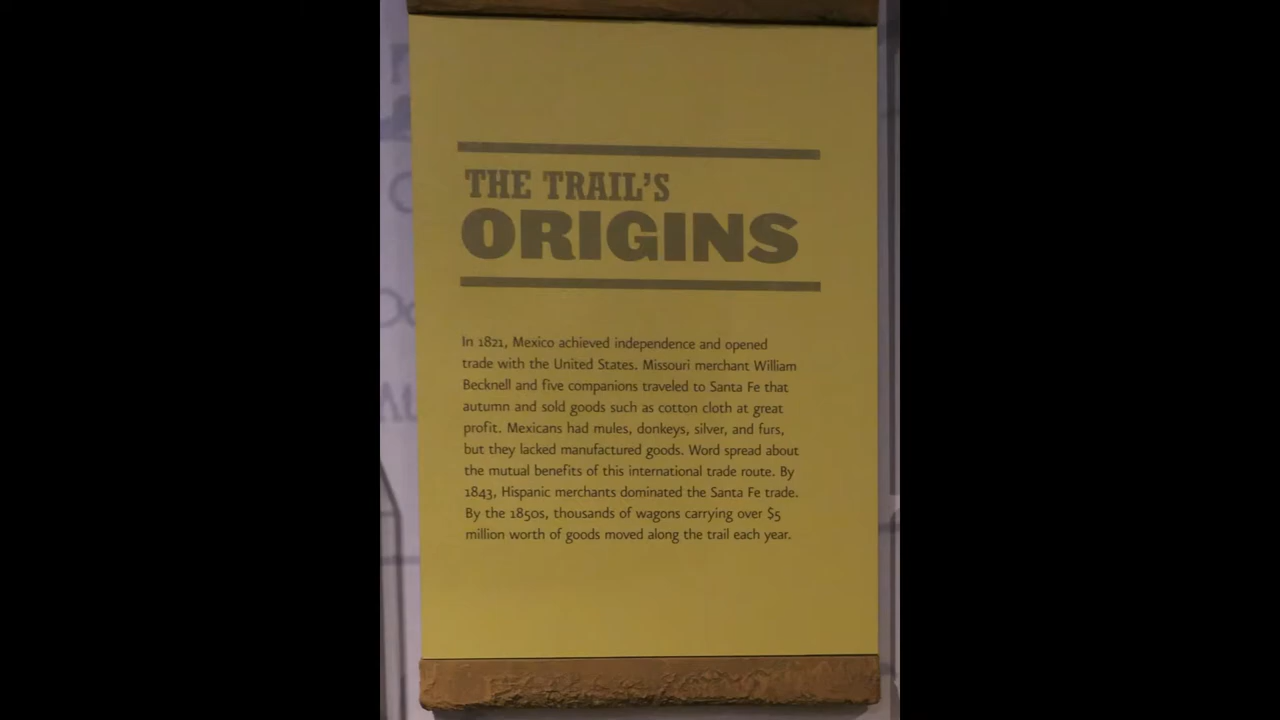 THE TRAIL'S
ORIGINS
In 1821, Mexico achieved independence and opened
trade with the United States. Missouri merchant William
Becknell and five companions traveled to Santa Fe that
autumn and sold goods such as cotton cloth at great
profit. Mexicans had mules, donkeys, silver, and furs,
but they lacked manufactured goods. Word spread about
the mutual benefits of this international trade route. By
1843, Hispanic merchants dominated the Santa Fe trade.
By the 1850s, thousands of wagons carrying over $5
million worth of goods moved along the trail each year.